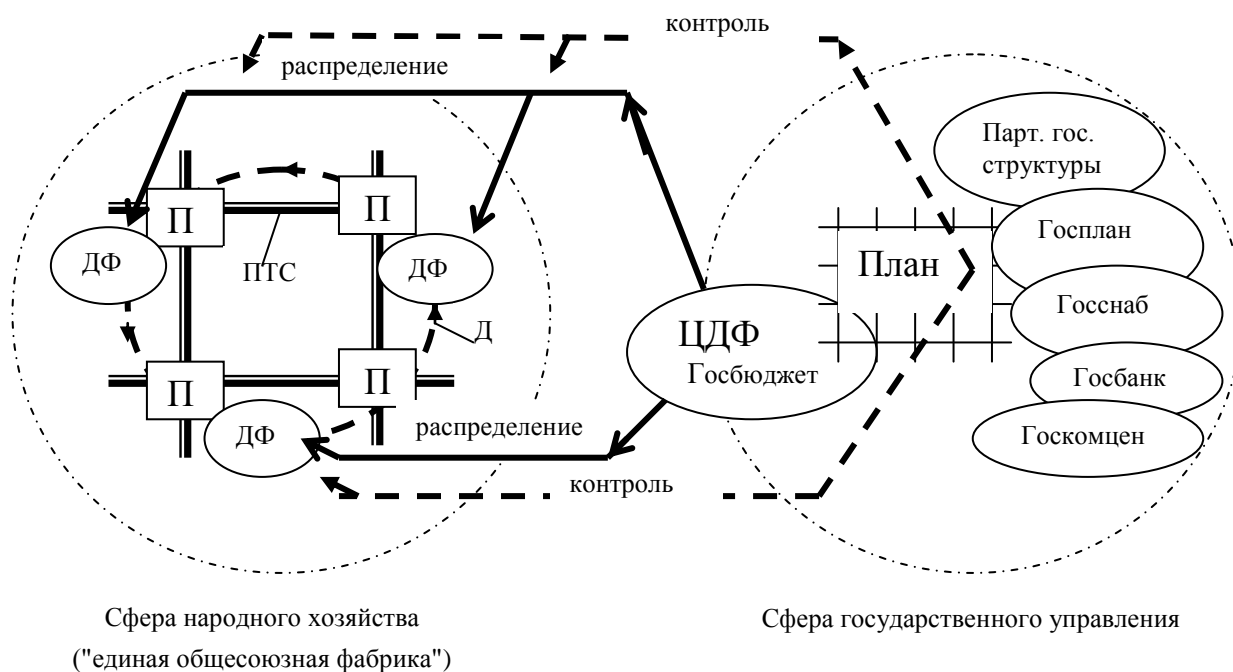 контроль
распределение
Парт. гос.
структуры
П
П
Госплан
ДФ
ПТС
ДФ
План
Госснаб
Д
ЦДФ
Госбюджет
П
П
Госбанк
ДФ
распределение
Госкомцен
контроль
Сфера народного хозяйства
("единая общесоюзная фабрика")
Сфера государственного управления